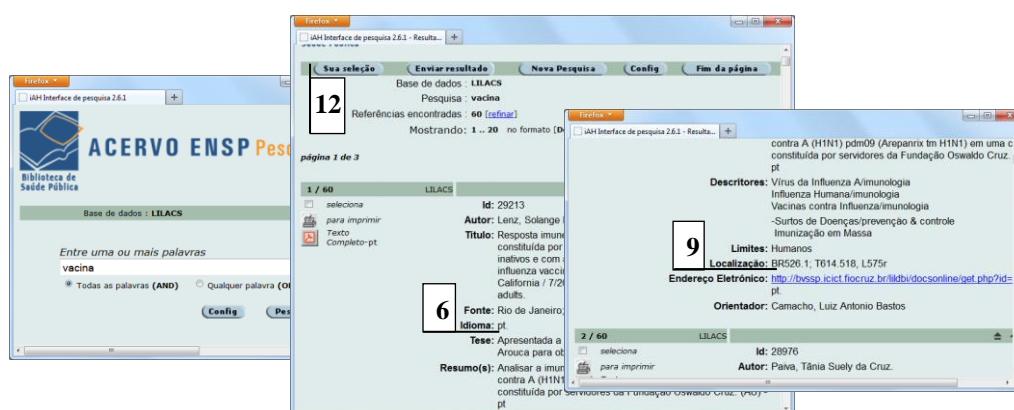 Firefox
iAH Interface de pesquisa 2.6.1
+
ACERVO ENSP Pesq
Biblioteca de
Saúde Pública
Base de dados : LILACS
Entre uma ou mais palavras
vacina
Todas as palavras (AND) Qualquer palavra (OR
Config Pes
Firefox
iAH Interface de pesquisa 2.6.1 - Resulta... +
Saúde Pública
Sua seleção Enviar resultado Nova Pesquisa Config Fim da página
12
Base de dados : LILACS
Pesquisa : vacina
Referências encontradas : 60 [refinar]
Mostrando: 1 .. 20 no formato [De
página 1 de 3
1 / 60 LILACS
seleciona Id: 29213
para imprimir Autor: Lenz, Solange
Texto Completo-pt Título: Resposta imune
constituída por
inativos e com
influenza vacci
California / 7/20
adults.
6
Fonte: Rio de Janeiro;
Idioma: pt.
Tese: Apresentada a
Arouca para ob
Resumo(s): Analisar a imun
contra A (H1N1
constituída por servidores da Fundação Oswaldo Cruz. (AU) -
pt
Firefox
iAH Interface de pesquisa 2.6.1 - Resulta... +
contra A (H1N1) pdm09 (Arepanrix tm H1N1) em uma c
constituída por servidores da Fundação Oswaldo Cruz.
pt
Descritores: Vírus da Influenza A/imunologia
Influenza Humana/imunologia
Vacinas contra Influenza/imunologia
-Surtos de Doenças/prevenção & controle
Imunização em Massa
9
Limites: Humanos
Localização: BR526.1; T614.518, L575r
Endereço Eletrônico: http://bvssp.icict.fiocruz.br/lildbi/docsonline/get.php?id=
pt.
Orientador: Camacho, Luiz Antonio Bastos
2 / 60 LILACS
seleciona Id: 28976
para imprimir Autor: Paiva, Tânia Suely da Cruz.